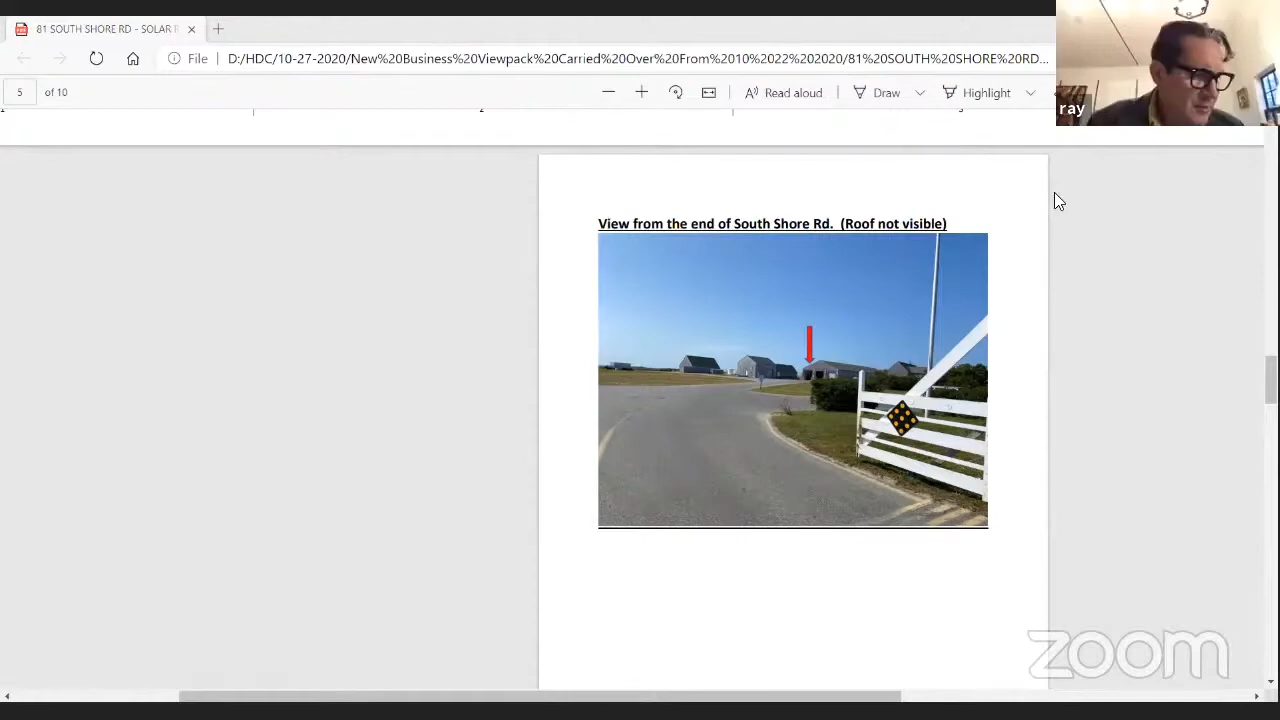 81 SOUTH SHORE RD - SOLAR
File
D:/HDC/10-27-2020/New%20Business%20Viewpack%20Carried%20Over%20From%2010%2022%202020/81%20SOUTH%20SHORE%20RD...
5 of 10
Read aloud
Draw
Highlight
ray
View from the end of South Shore Rd. (Roof not visible)
zoom